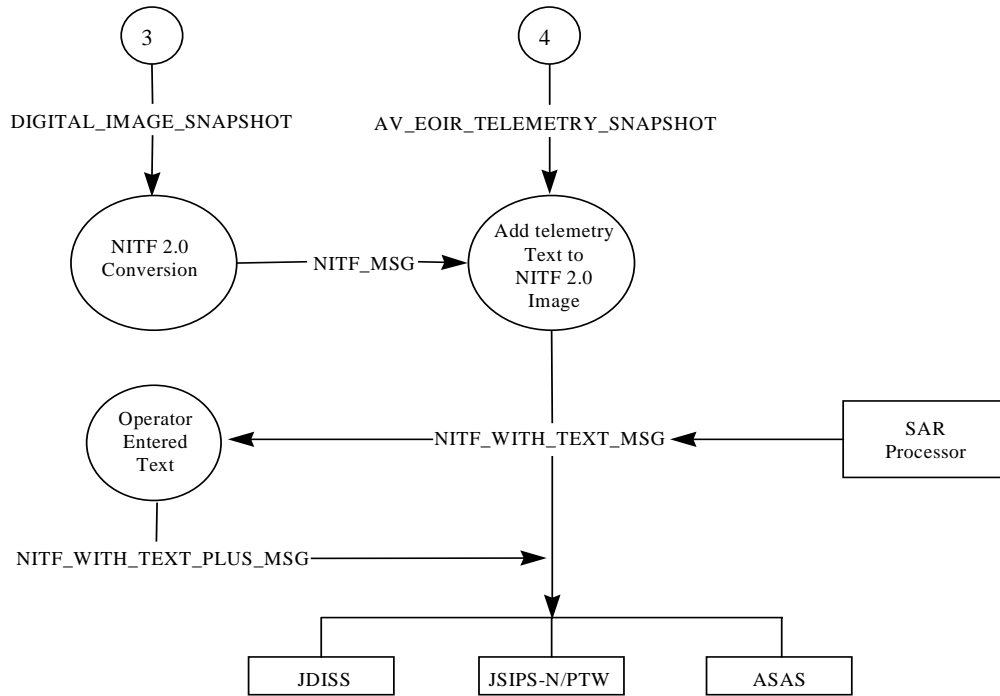 3
4
DIGITAL_IMAGE_SNAPSHOT
AV_EOIR_TELEMETRY_SNAPSHOT
NITF 2.0
Conversion
NITF_MSG
Add telemetry
Text to
NITF 2.0
Image
Operator
Entered
Text
NITF_WITH_TEXT_MSG
SAR
Processor
NITF_WITH_TEXT_PLUS_MSG
JDISS
JSIPS-N/PTW
ASAS